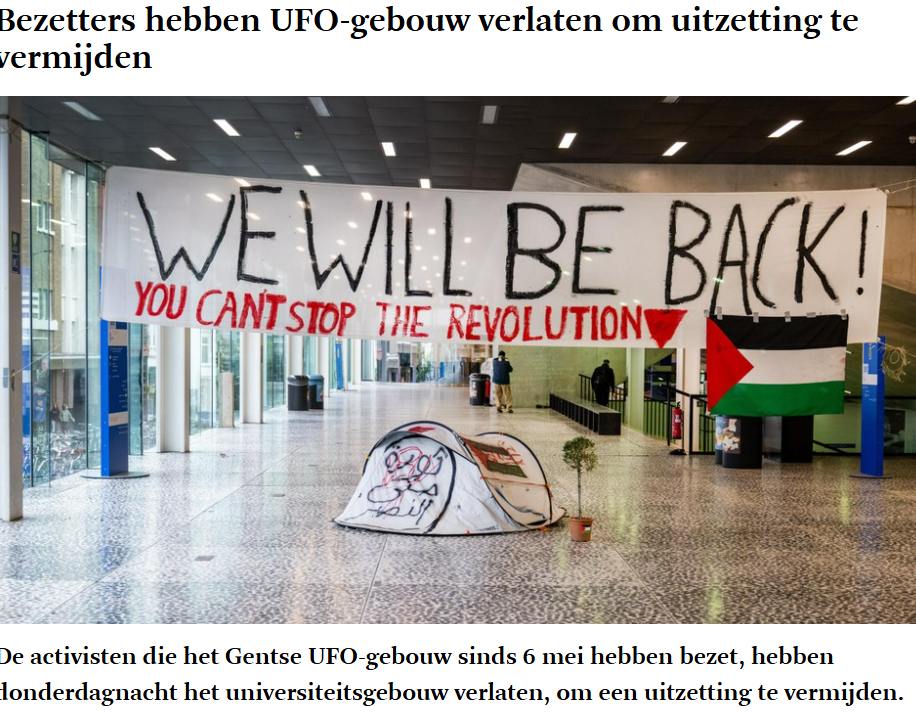 Bezetters hebben UFO-gebouw verlaten om uitzetting te
vermijden
WE WILL BE BACK!
YOU CAN'T STOP THE REVOLUTION
De activisten die het Gentse UFO-gebouw sinds 6 mei hebben bezet, hebben
donderdagnacht het universiteitsgebouw verlaten, om een uitzetting te vermijden.